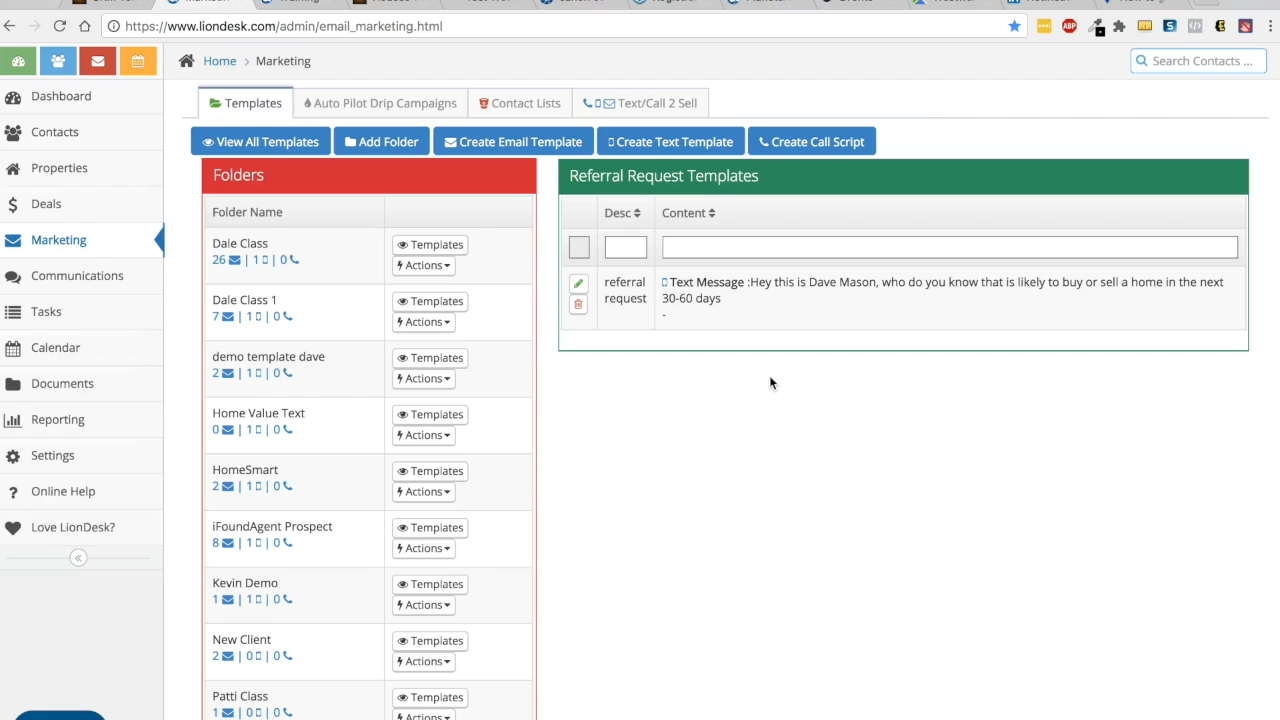 https://www.liondesk.com/admin/email_marketing.html
ABP
Home > Marketing
Search Contacts ...
Dashboard
Contacts
Properties
Deals
Marketing
Communications
Tasks
Calendar
Documents
Reporting
Settings
Online Help
Love LionDesk?
Templates
Auto Pilot Drip Campaigns
Contact Lists
Text/Call 2 Sell
View All Templates
Add Folder
Create Email Template
Create Text Template
Create Call Script
Folders
Folder Name
Dale Class
26 | 1 | 0
Templates
Actions
Dale Class 1
7 | 1 | 0
Templates
Actions
demo template dave
2 | 1 | 0
Templates
Actions
Home Value Text
0 | 1 | 0
Templates
Actions
HomeSmart
2 | 1 | 0
Templates
Actions
iFoundAgent Prospect
8 | 1 | 0
Templates
Actions
Kevin Demo
1 | 1 | 0
Templates
Actions
New Client
2 | 0 | 0
Templates
Actions
Patti Class
1 | 0 | 0
Templates
Actions
Referral Request Templates
Desc
Content
referral
request
Text Message :Hey this is Dave Mason, who do you know that is likely to buy or sell a home in the next
30-60 days
-